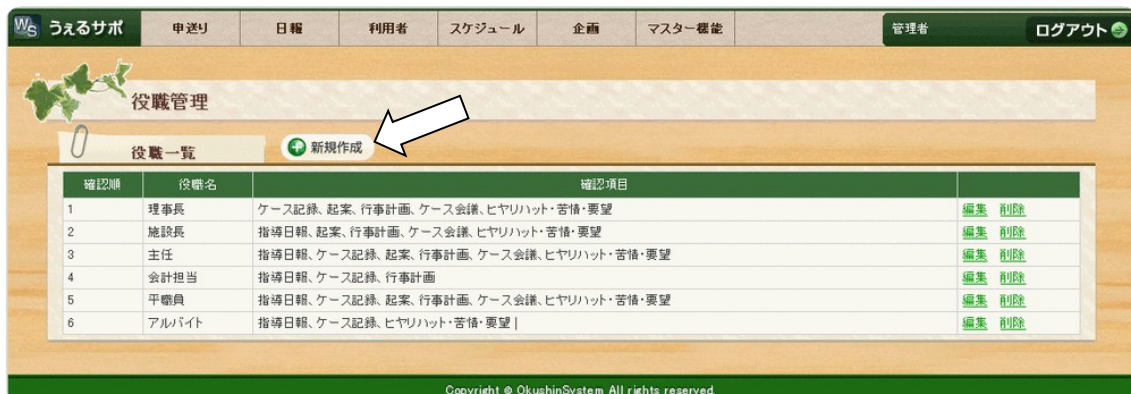 WS うえるサポ 申送り 日報 利用者 スケジュール 企画 マスター機能 管理者 ログアウト
役職管理
役職一覧 新規作成
確認順 役職名 確認項目
1 理事長 ケース記録、起案、行事計画、ケース会議、ヒヤリハット・苦情・要望 編集 削除
2 施設長 指導日報、起案、行事計画、ケース会議、ヒヤリハット・苦情・要望 編集 削除
3 主任 指導日報、ケース記録、起案、行事計画、ケース会議、ヒヤリハット・苦情・要望 編集 削除
4 会計担当 指導日報、ケース記録、起案、行事計画 編集 削除
5 平職員 指導日報、ケース記録、起案、行事計画、ケース会議、ヒヤリハット・苦情・要望 編集 削除
6 アルバイト 指導日報、ケース記録、ヒヤリハット・苦情・要望 | 編集 削除
Copyright © OkushinSystem All rights reserved.